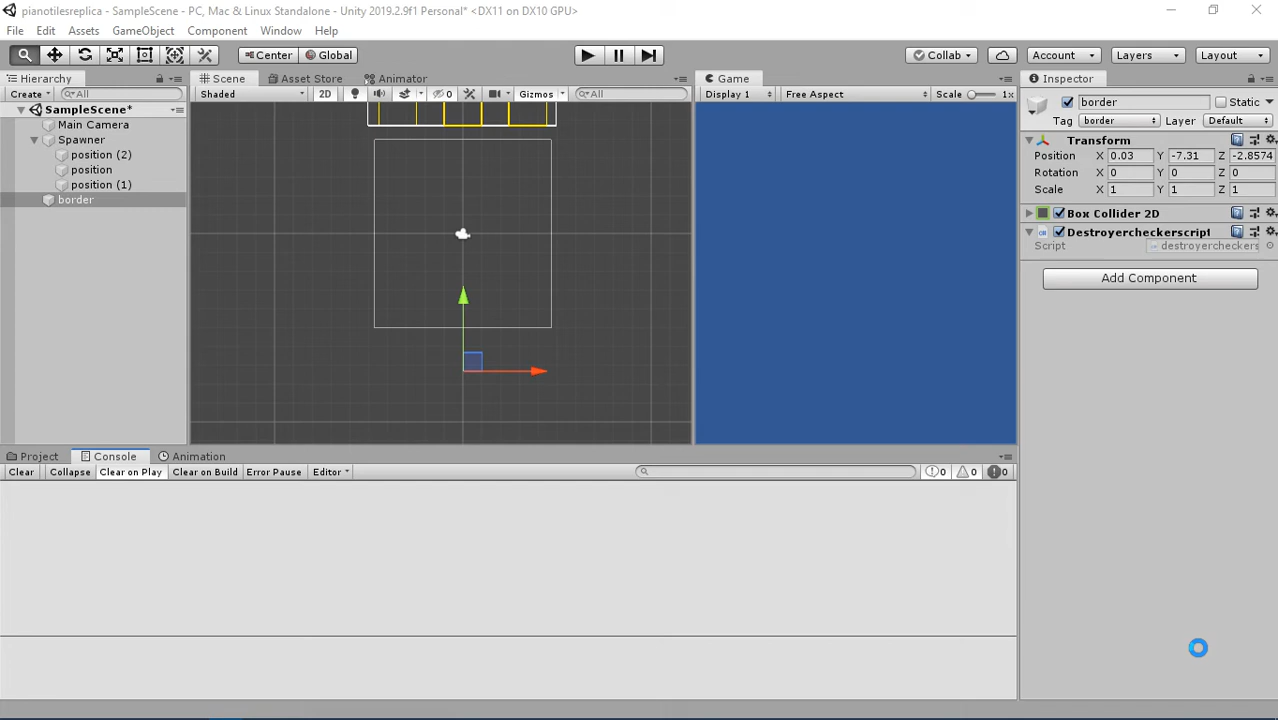 pianotilesreplica - SampleScene - PC, Mac & Linux Standalone - Unity 2019.2.9f1 Personal* <DX11 on DX10 GPU>
File Edit Assets GameObject Component Window Help
Center Global Collab Account Layers Layout
Hierarchy Scene Asset Store Animator Game Inspector
Create All Shaded 2D 0 Gizmos All Display 1 Free Aspect Scale 1x border Static
SampleScene* Tag border Layer Default
Main Camera
Spawner Transform
position (2) Position X 0.03 Y -7.31 Z -2.8574
position Rotation X 0 Y 0 Z 0
position (1) Scale X 1 Y 1 Z 1
border
Box Collider 2D
Destroyercheckerscript
Script destroyercheckers
Add Component
Project Console Animation
Clear Collapse Clear on Play Clear on Build Error Pause Editor 0 0 0